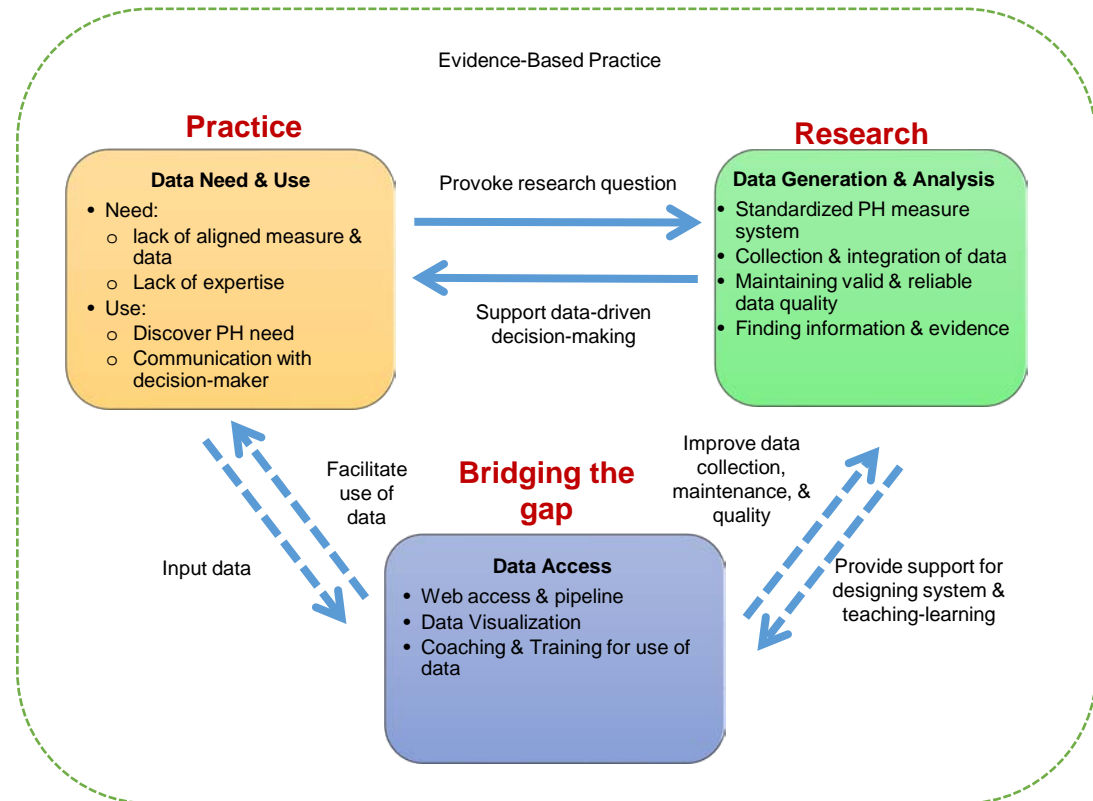 Evidence-Based Practice
Practice
Data Need & Use
• Need:
o lack of aligned measure &
data
o Lack of expertise
• Use:
o Discover PH need
o Communication with
decision-maker
Provoke research question
Support data-driven
decision-making
Research
Data Generation & Analysis
• Standardized PH measure
system
• Collection & integration of data
• Maintaining valid & reliable
data quality
• Finding information & evidence
Input data
Facilitate
use of
data
Bridging the
gap
Data Access
• Web access & pipeline
• Data Visualization
• Coaching & Training for use of
data
Improve data
collection,
maintenance, &
quality
Provide support for
designing system &
teaching-learning